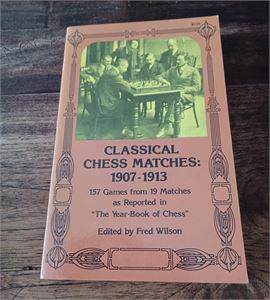 CLASSICAL
CHESS MATCHES:
1907-1913
157 Games from 19 Matches
as Reported in
"The Year-Book of Chess"
Edited by Fred Wilson